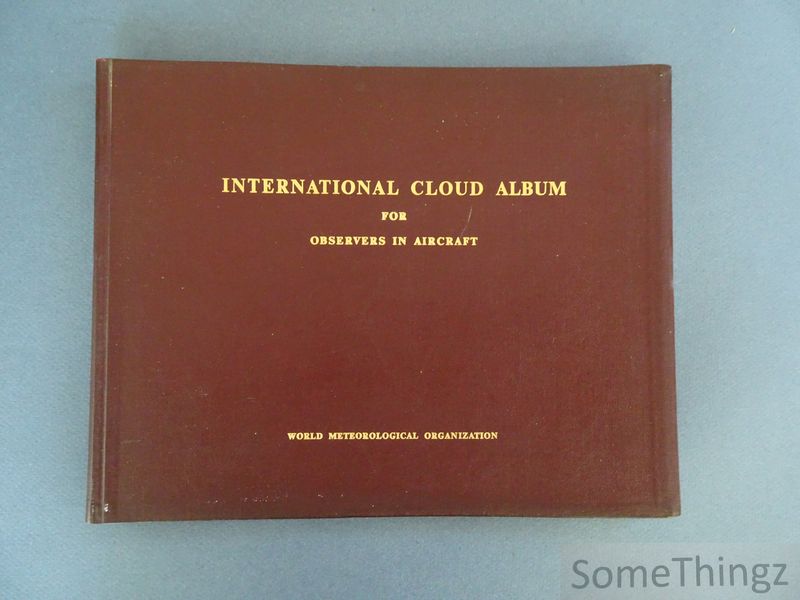 INTERNATIONAL CLOUD ALBUM
FOR
OBSERVERS IN AIRCRAFT
WORLD METEOROLOGICAL ORGANIZATION
SomeThingz